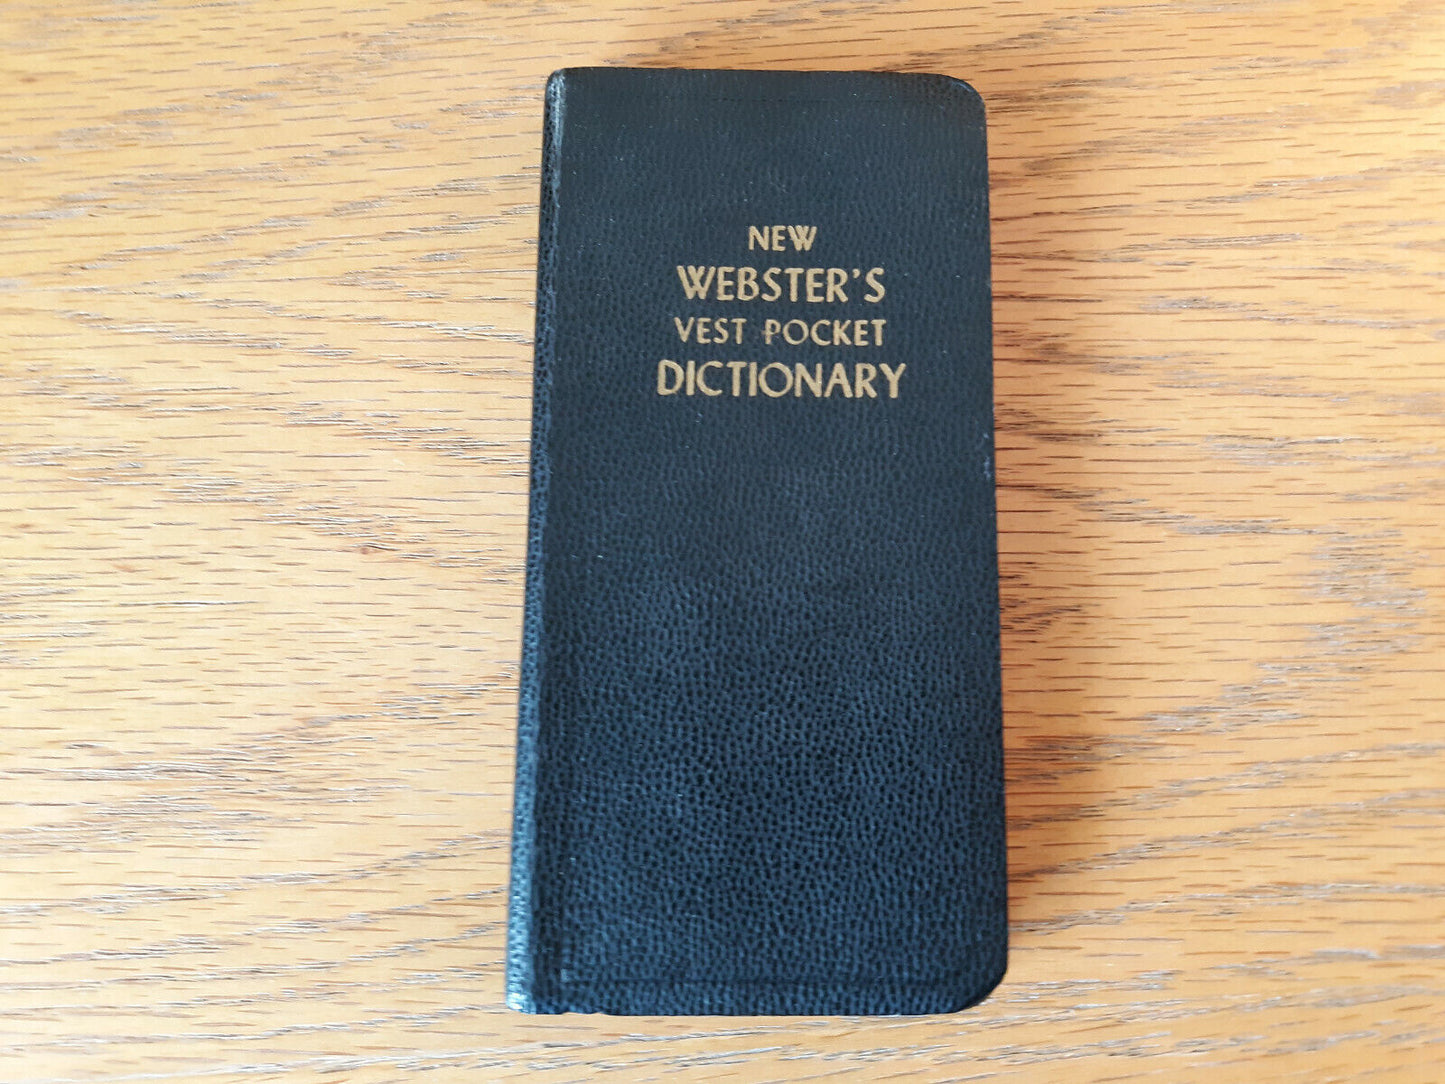 NEW
WEBSTER'S
VEST POCKET
DICTIONARY